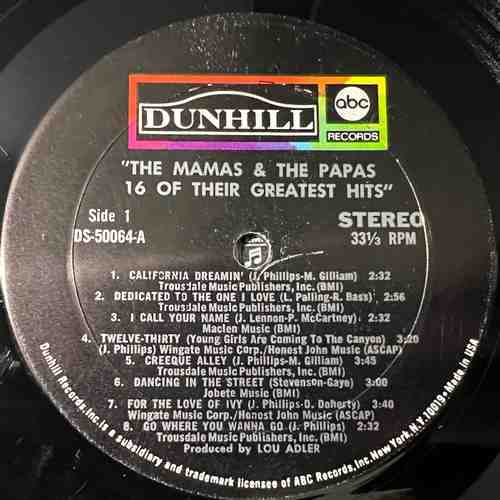 DUNHILL
abc
RECORDS
"THE MAMAS & THE PAPAS
16 OF THEIR GREATEST HITS"
Side 1
STEREO
DS-50064-A
33⅓ RPM
1. CALIFORNIA DREAMIN' (J. Phillips-M. Gilliam) 2:32
Trousdale Music Publishers, Inc. (BMI)
2. DEDICATED TO THE ONE I LOVE (L. Palling-R. Bass) 2:56
Trousdale Music Publishers, Inc. (BMI)
3. I CALL YOUR NAME (J. Lennon-P. McCartney) 2:32
Maclen Music (BMI)
4. TWELVE-THIRTY (Young Girls Are Coming To The Canyon) 3:20
(J. Phillips) Wingate Music Corp./Honest John Music (ASCAP)
5. CREEQUE ALLEY (J. Phillips-M. Gilliam) 3:45
Trousdale Music Publishers, Inc. (BMI)
6. DANCING IN THE STREET (Stevenson-Gaye) 3:00
Jobete Music (BMI)
7. FOR THE LOVE OF IVY (J. Phillips-D. Doherty) 3:40
Wingate Music Corp./Honest John Music (ASCAP)
8. GO WHERE YOU WANNA GO (J. Phillips) 2:32
Trousdale Music Publishers, Inc. (BMI)
Produced by LOU ADLER
Dunhill Records, Inc. is a subsidiary and trademark licensee of ABC Records, Inc. New York, N.Y. 10019 • Made in USA